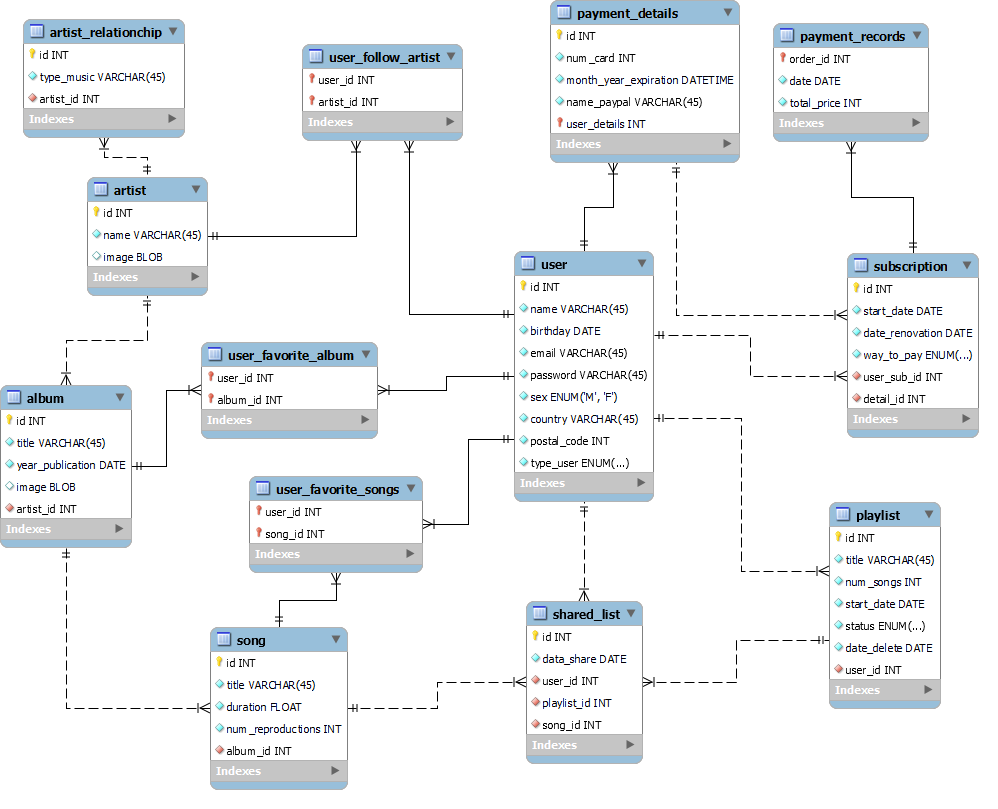 artist_relationchip
id INT
type_music VARCHAR(45)
artist_id INT
Indexes
user_follow_artist
user_id INT
artist_id INT
Indexes
payment_details
id INT
num_card INT
month_year_expiration DATETIME
name_paypal VARCHAR(45)
user_details INT
Indexes
payment_records
order_id INT
date DATE
total_price INT
Indexes
artist
id INT
name VARCHAR(45)
image BLOB
Indexes
user
id INT
name VARCHAR(45)
birthday DATE
email VARCHAR(45)
password VARCHAR(45)
sex ENUM('M', 'F')
country VARCHAR(45)
postal_code INT
type_user ENUM(...)
Indexes
subscription
id INT
start_date DATE
date_renovation DATE
way_to_pay ENUM(...)
user_sub_id INT
detail_id INT
Indexes
user_favorite_album
user_id INT
album_id INT
Indexes
album
id INT
title VARCHAR(45)
year_publication DATE
image BLOB
artist_id INT
Indexes
user_favorite_songs
user_id INT
song_id INT
Indexes
playlist
id INT
title VARCHAR(45)
num_songs INT
start_date DATE
status ENUM(...)
date_delete DATE
user_id INT
Indexes
song
id INT
title VARCHAR(45)
duration FLOAT
num_reproductions INT
album_id INT
Indexes
shared_list
id INT
data_share DATE
user_id INT
playlist_id INT
song_id INT
Indexes